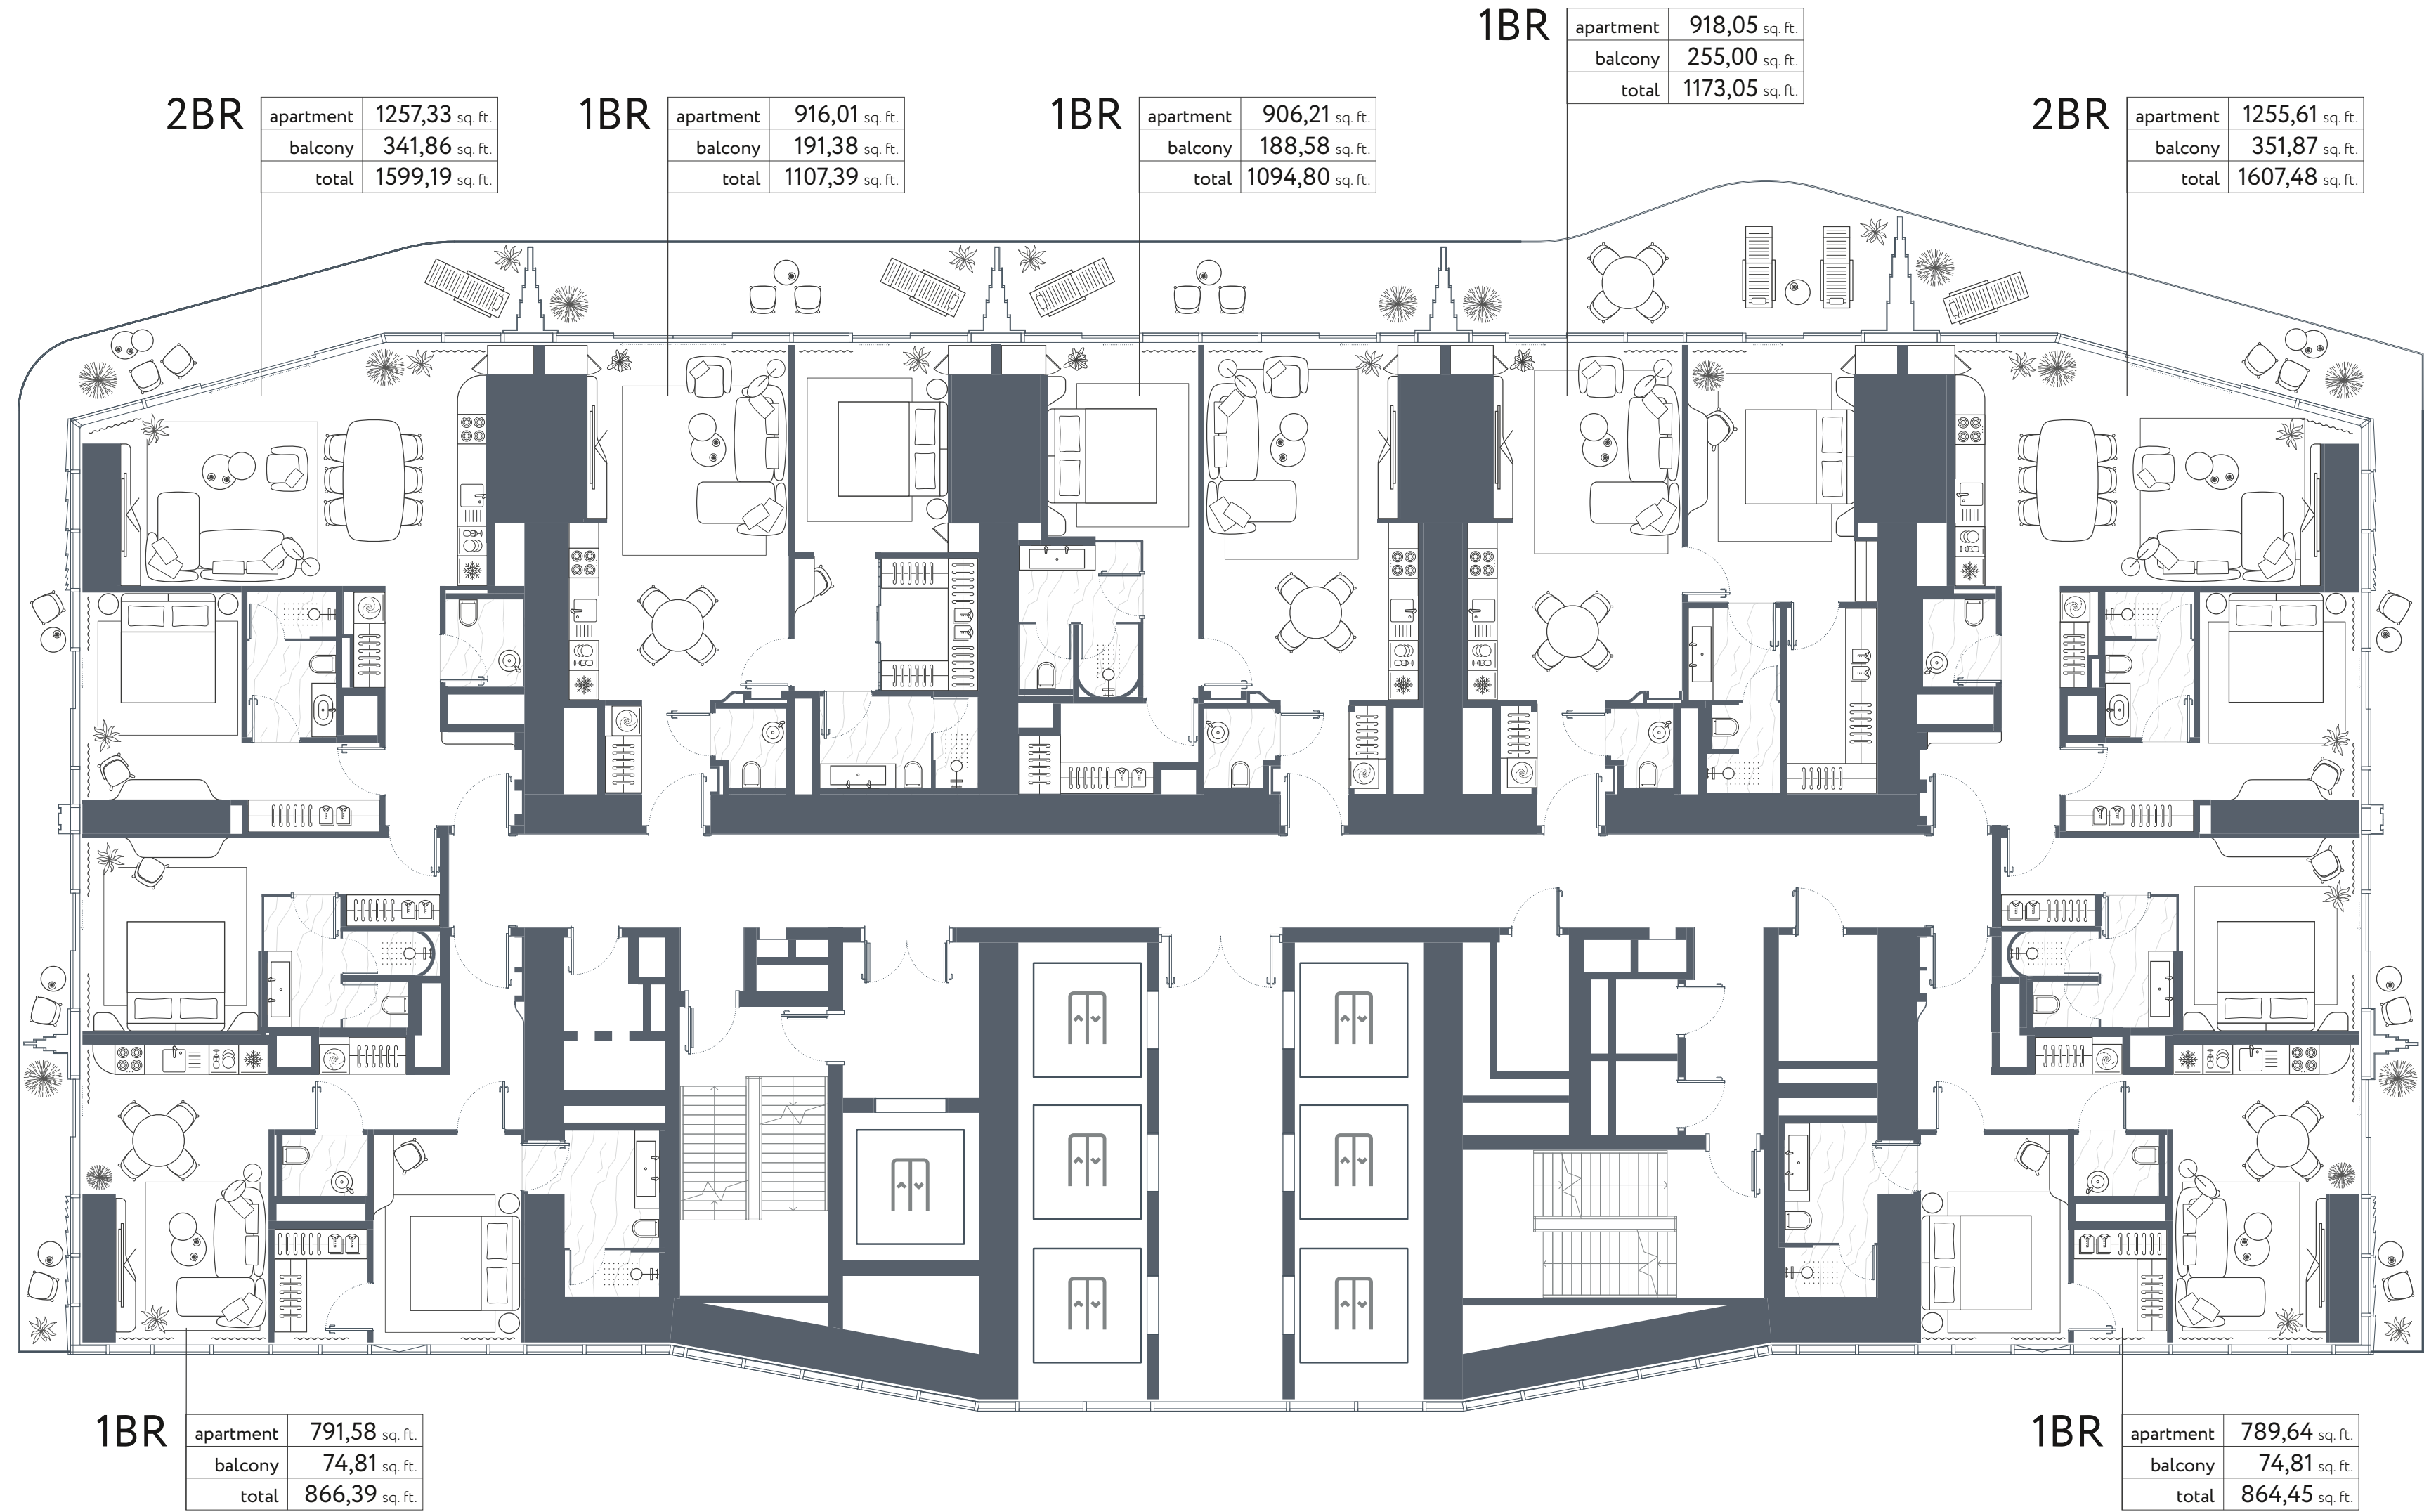 1BR
apartment 918,05 sq. ft.
balcony 255,00 sq. ft.
total 1173,05 sq. ft.
2BR
apartment 1257,33 sq. ft.
balcony 341,86 sq. ft.
total 1599,19 sq. ft.
1BR
apartment 916,01 sq. ft.
balcony 191,38 sq. ft.
total 1107,39 sq. ft.
1BR
apartment 906,21 sq. ft.
balcony 188,58 sq. ft.
total 1094,80 sq. ft.
2BR
apartment 1255,61 sq. ft.
balcony 351,87 sq. ft.
total 1607,48 sq. ft.
1BR
apartment 791,58 sq. ft.
balcony 74,81 sq. ft.
total 866,39 sq. ft.
1BR
apartment 789,64 sq. ft.
balcony 74,81 sq. ft.
total 864,45 sq. ft.